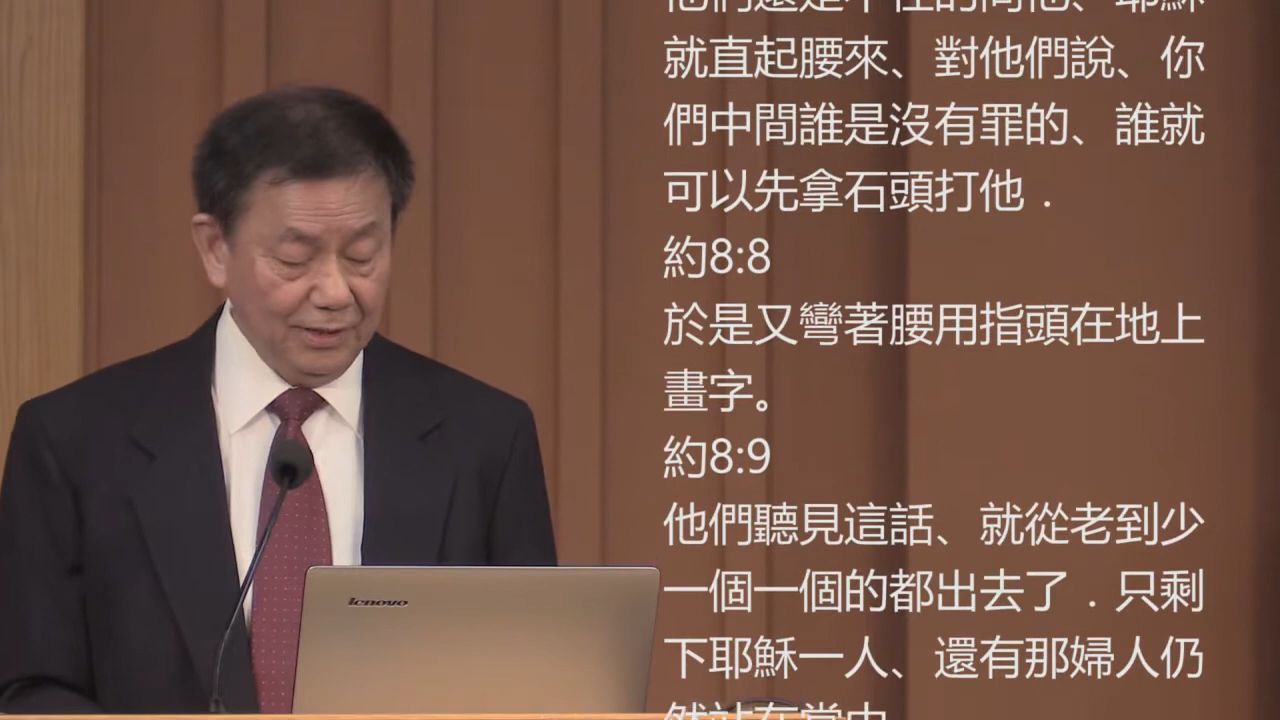 就直起腰來、對他們說、你
們中間誰是沒有罪的、誰就
可以先拿石頭打他．
約8:8
於是又彎著腰用指頭在地上
畫字。
約8:9
他們聽見這話、就從老到少
一個一個的都出去了．只剩
下耶穌一人、還有那婦人仍
lenovo